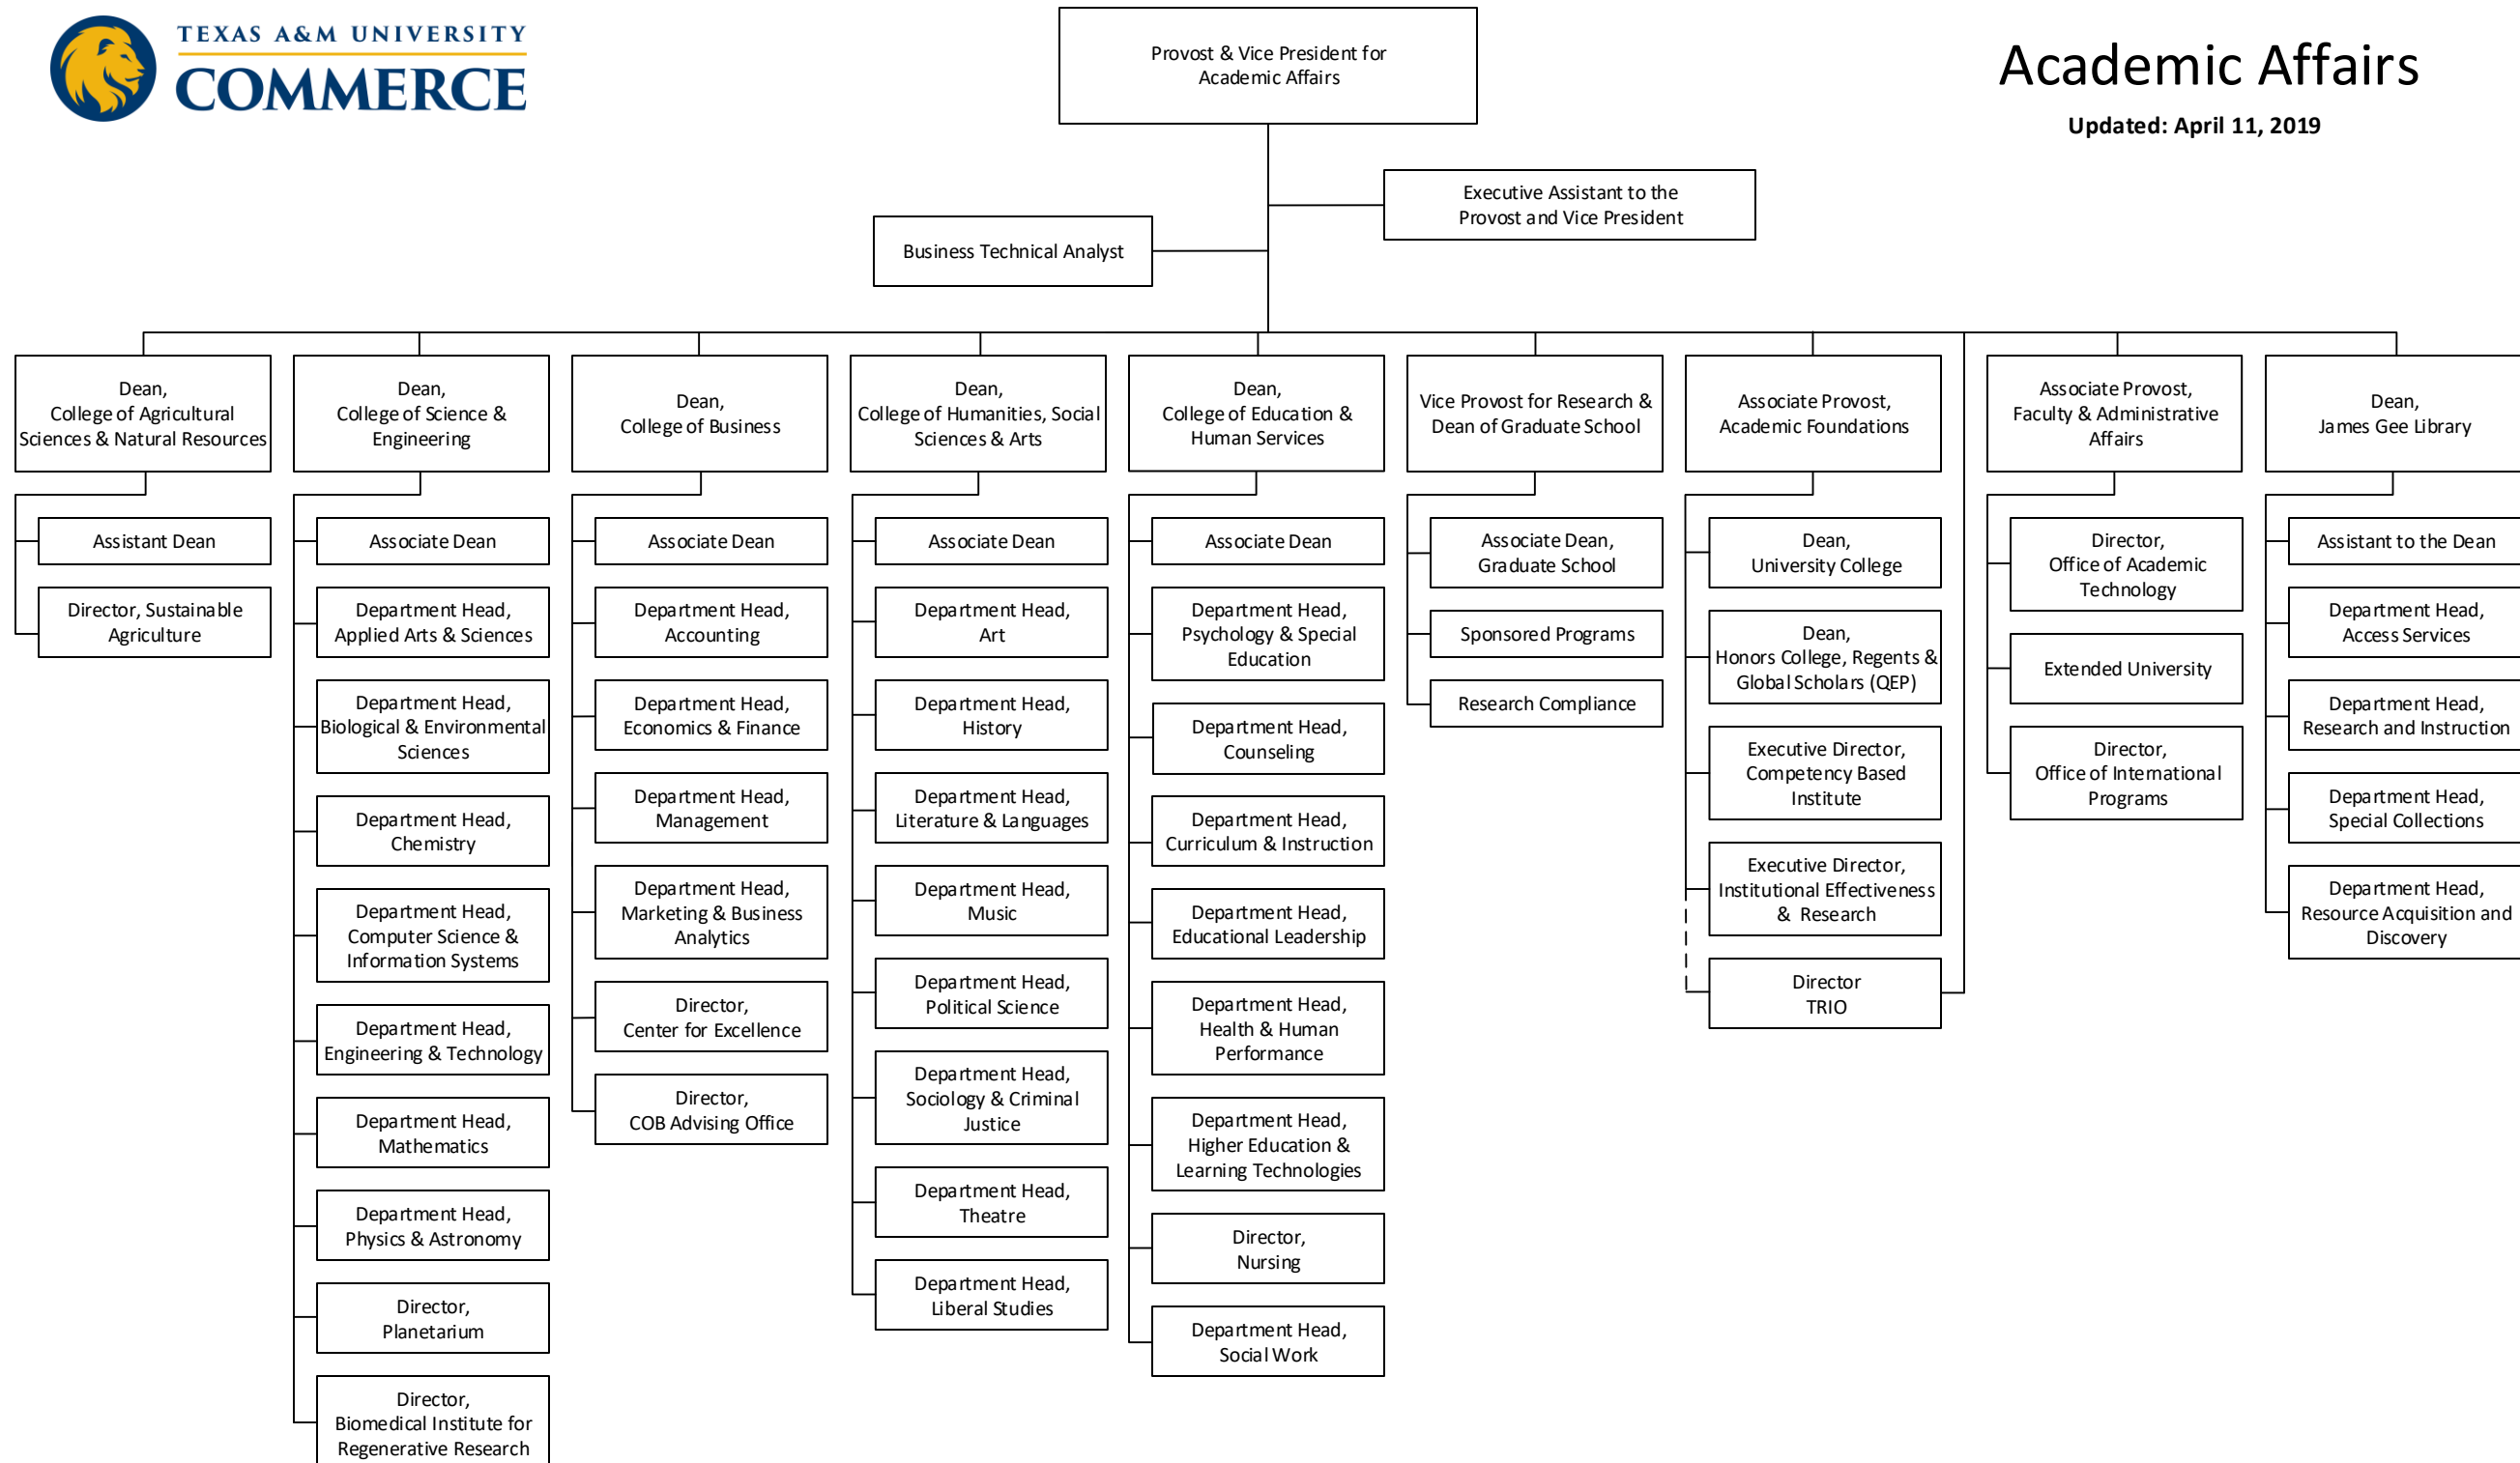 TEXAS A&M UNIVERSITY
COMMERCE
Provost & Vice President for
Academic Affairs
Academic Affairs
Updated: April 11, 2019
Executive Assistant to the
Provost and Vice President
Business Technical Analyst
Dean,
College of Agricultural
Sciences & Natural Resources
Assistant Dean
Director, Sustainable
Agriculture
Dean,
College of Science &
Engineering
Associate Dean
Department Head,
Applied Arts & Sciences
Department Head,
Biological & Environmental
Sciences
Department Head,
Chemistry
Department Head,
Computer Science &
Information Systems
Department Head,
Engineering & Technology
Department Head,
Mathematics
Department Head,
Physics & Astronomy
Director,
Planetarium
Director,
Biomedical Institute for
Regenerative Research
Dean,
College of Business
Associate Dean
Department Head,
Accounting
Department Head,
Economics & Finance
Department Head,
Management
Department Head,
Marketing & Business
Analytics
Director,
Center for Excellence
Director,
COB Advising Office
Dean,
College of Humanities, Social
Sciences & Arts
Associate Dean
Department Head,
Art
Department Head,
History
Department Head,
Literature & Languages
Department Head,
Music
Department Head,
Political Science
Department Head,
Sociology & Criminal
Justice
Department Head,
Theatre
Department Head,
Liberal Studies
Dean,
College of Education &
Human Services
Associate Dean
Department Head,
Psychology & Special
Education
Department Head,
Counseling
Department Head,
Curriculum & Instruction
Department Head,
Educational Leadership
Department Head,
Health & Human
Performance
Department Head,
Higher Education &
Learning Technologies
Director,
Nursing
Department Head,
Social Work
Vice Provost for Research &
Dean of Graduate School
Associate Dean,
Graduate School
Sponsored Programs
Research Compliance
Associate Provost,
Academic Foundations
Dean,
University College
Dean,
Honors College, Regents &
Global Scholars (QEP)
Executive Director,
Competency Based
Institute
Executive Director,
Institutional Effectiveness
& Research
Director
TRIO
Associate Provost,
Faculty & Administrative
Affairs
Director,
Office of Academic
Technology
Extended University
Director,
Office of International
Programs
Dean,
James Gee Library
Assistant to the Dean
Department Head,
Access Services
Department Head,
Research and Instruction
Department Head,
Special Collections
Department Head,
Resource Acquisition and
Discovery